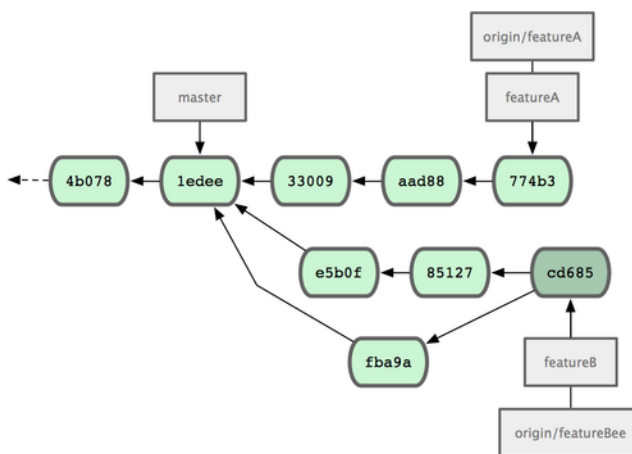 origin/featureA
master
featureA
4b078
1edee
33009
aad88
774b3
e5b0f
85127
cd685
fba9a
featureB
origin/featureBee